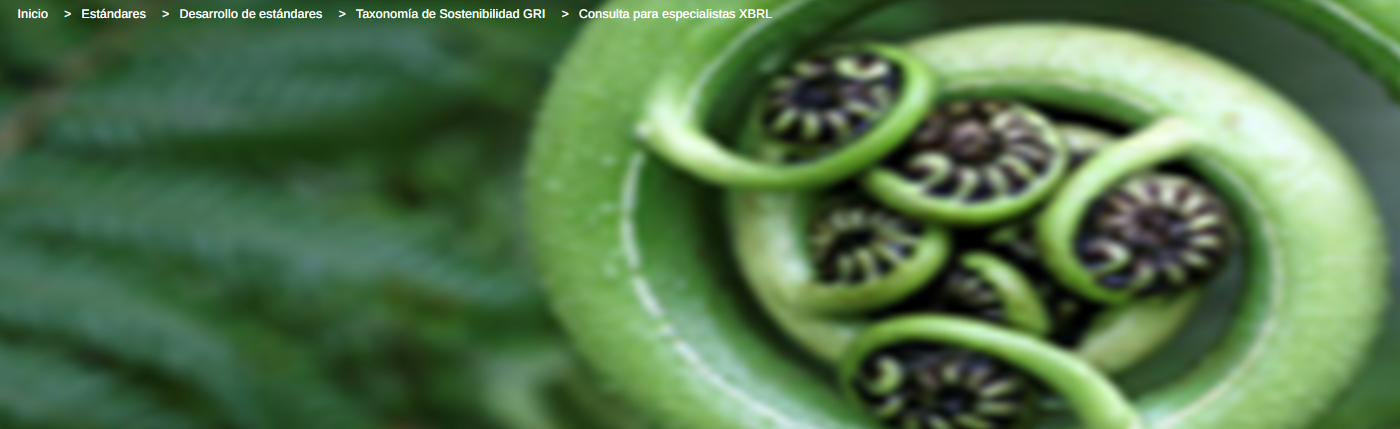 Inicio > Estándares > Desarrollo de estándares > Taxonomía de Sostenibilidad GRI > Consulta para especialistas XBRL